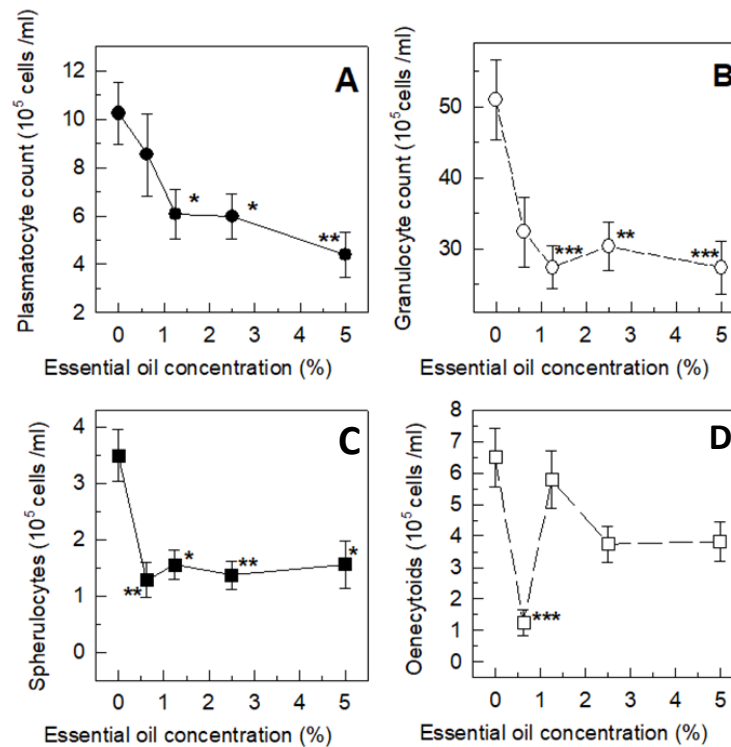 A
Plasmatocyte count (10⁵ cells /ml)
12
10
8
6
4
2
*
*
**
0 1 2 3 4 5
Essential oil concentration (%)
B
Granulocyte count (10⁵cells /ml)
50
30
10
***
**
***
0 1 2 3 4 5
Essential oil concentration (%)
C
Spherulocytes (10⁵ cells /ml)
4
3
2
1
0
**
*
**
*
0 1 2 3 4 5
Essential oil concentration (%)
D
Oenecytoids (10⁵ cells /ml)
8
7
6
5
4
3
2
1
0
***
0 1 2 3 4 5
Essential oil concentration (%)